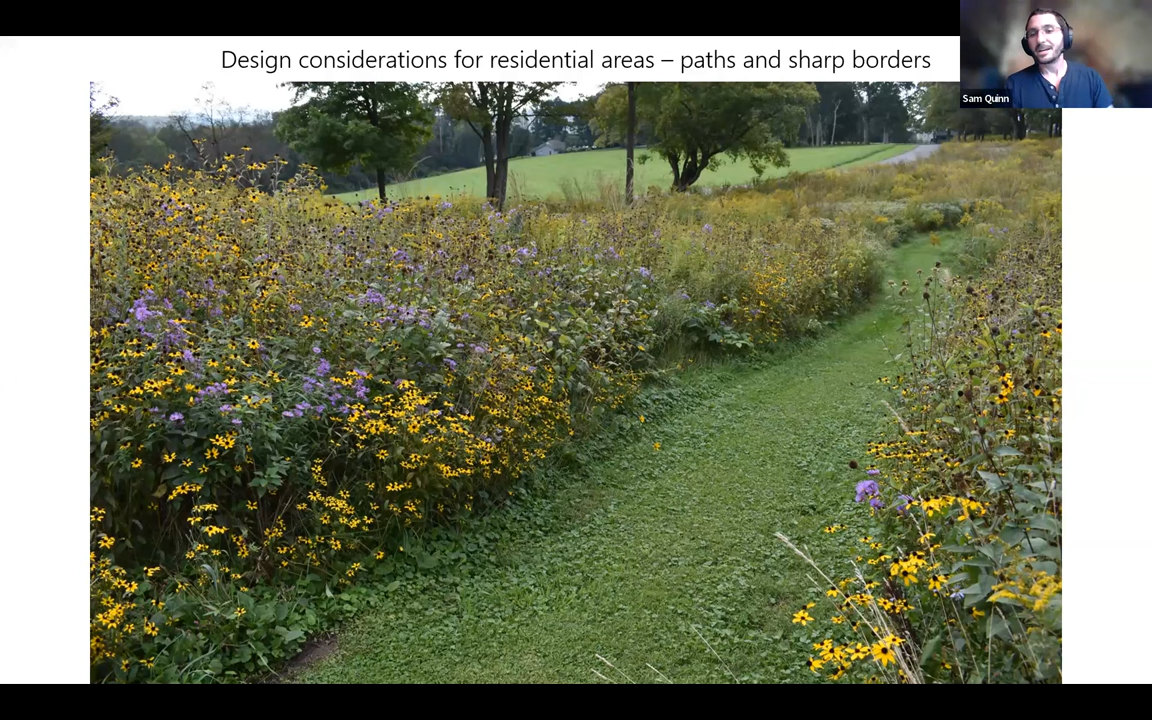 Design considerations for residential areas – paths and sharp borders
Sam Quinn